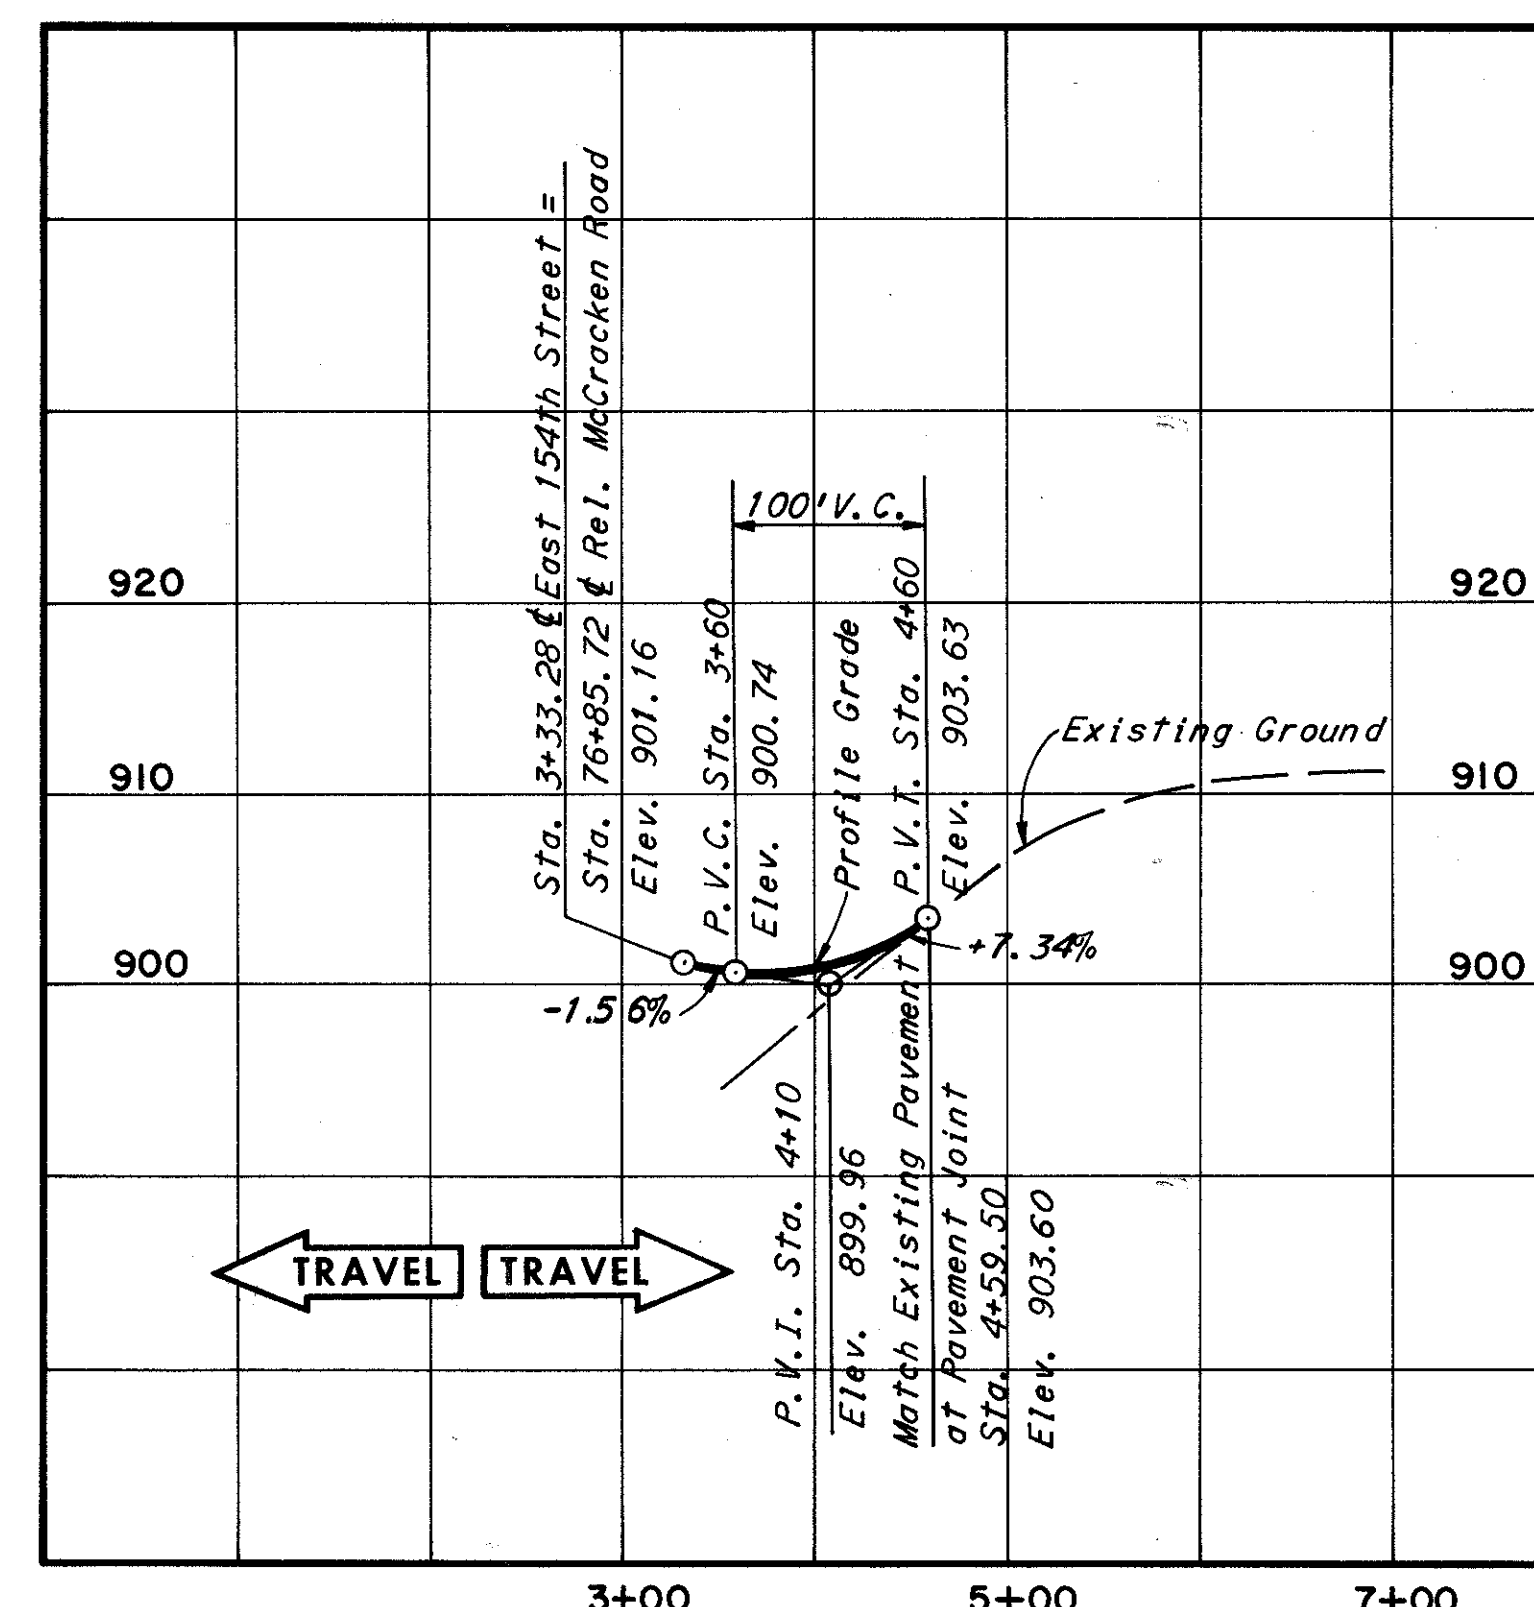 Sta. 3+33.28 ℄ East 154th Street =
Sta. 76+85.72 ℄ Rel. McCracken Road
Elev. 901.16
100' V.C.
P.V.C. Sta. 3+60
Elev. 900.74
Profile Grade
P.V.T. Sta. 4+60
Elev. 903.63
Existing Ground
920
920
910
910
900
900
-1.56%
+7.34%
P.V.I. Sta. 4+10
Elev. 899.96
Match Existing Pavement
at Pavement Joint
Sta. 4+59.50
Elev. 903.60
TRAVEL
TRAVEL
3+00
5+00
7+00